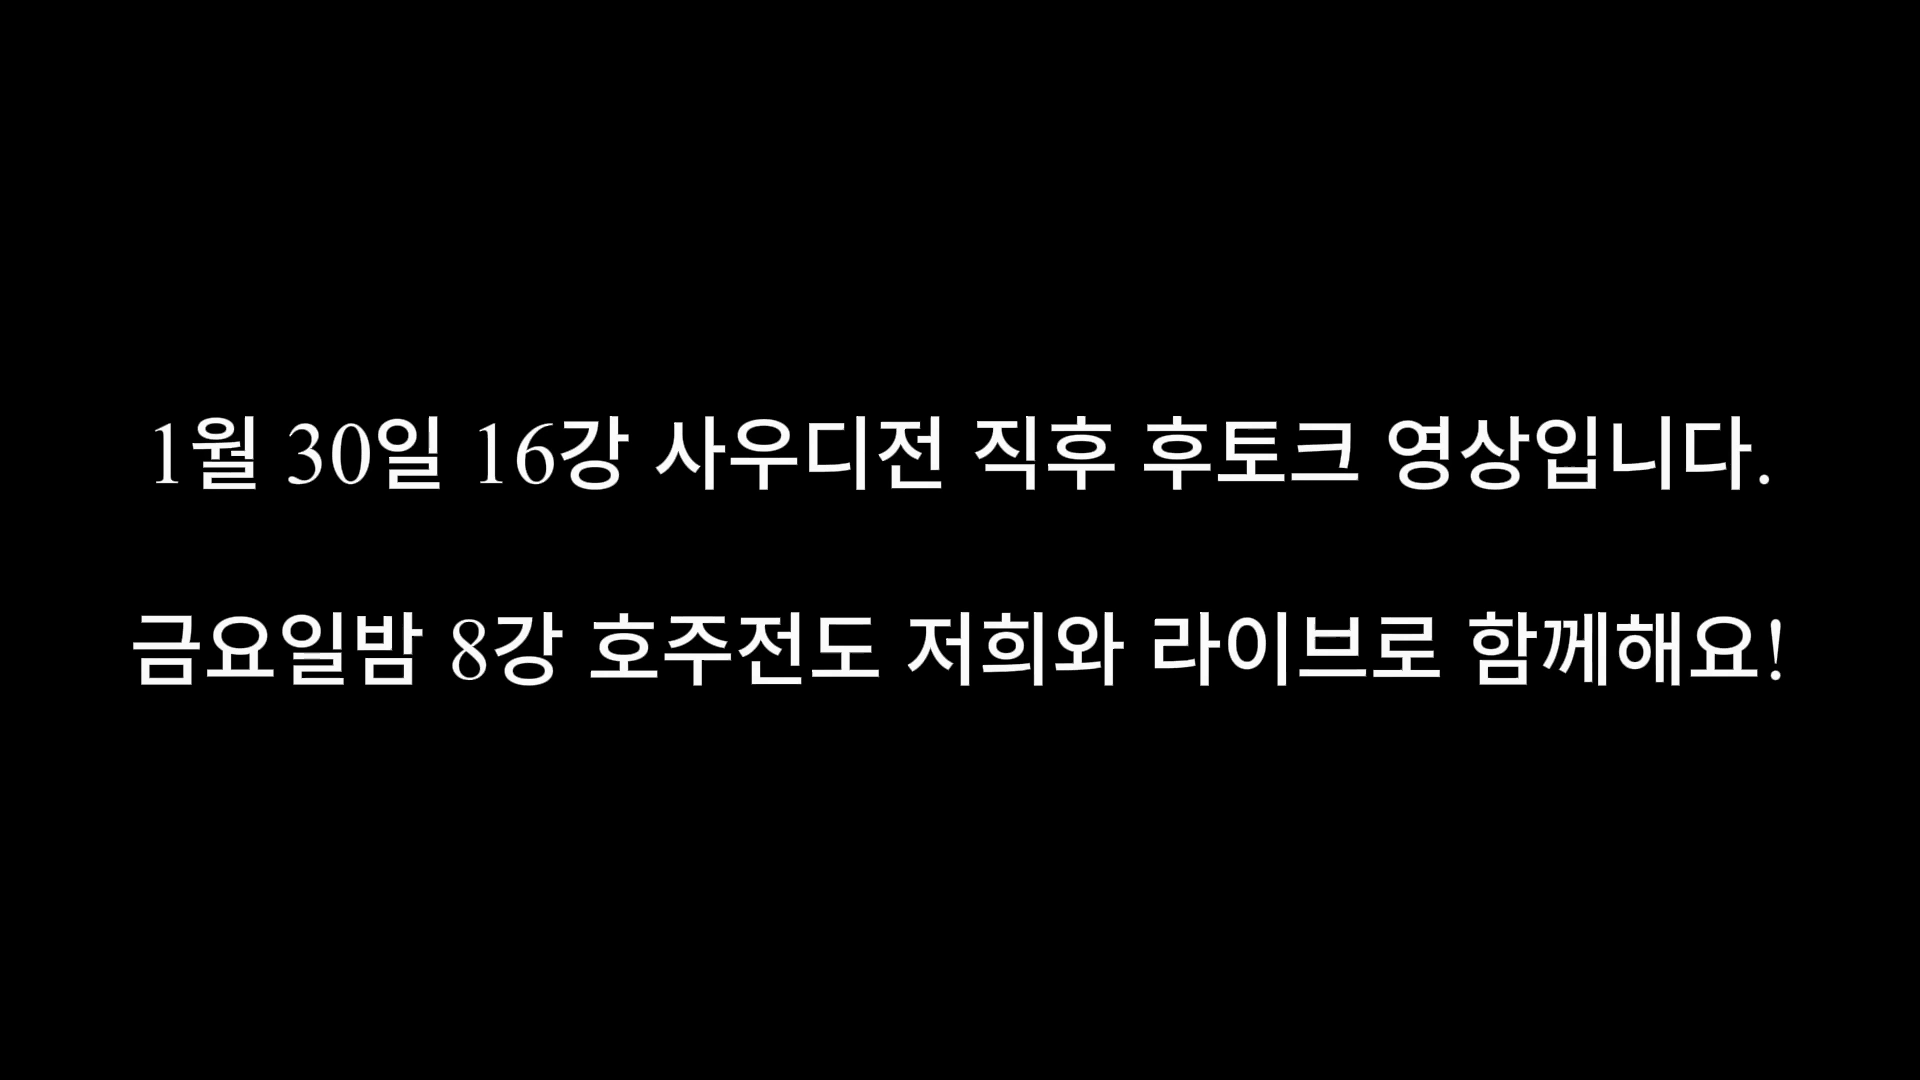 1월 30일 16강 사우디전 직후 후토크 영상입니다.
금요일밤 8강 호주전도 저희와 라이브로 함께해요!